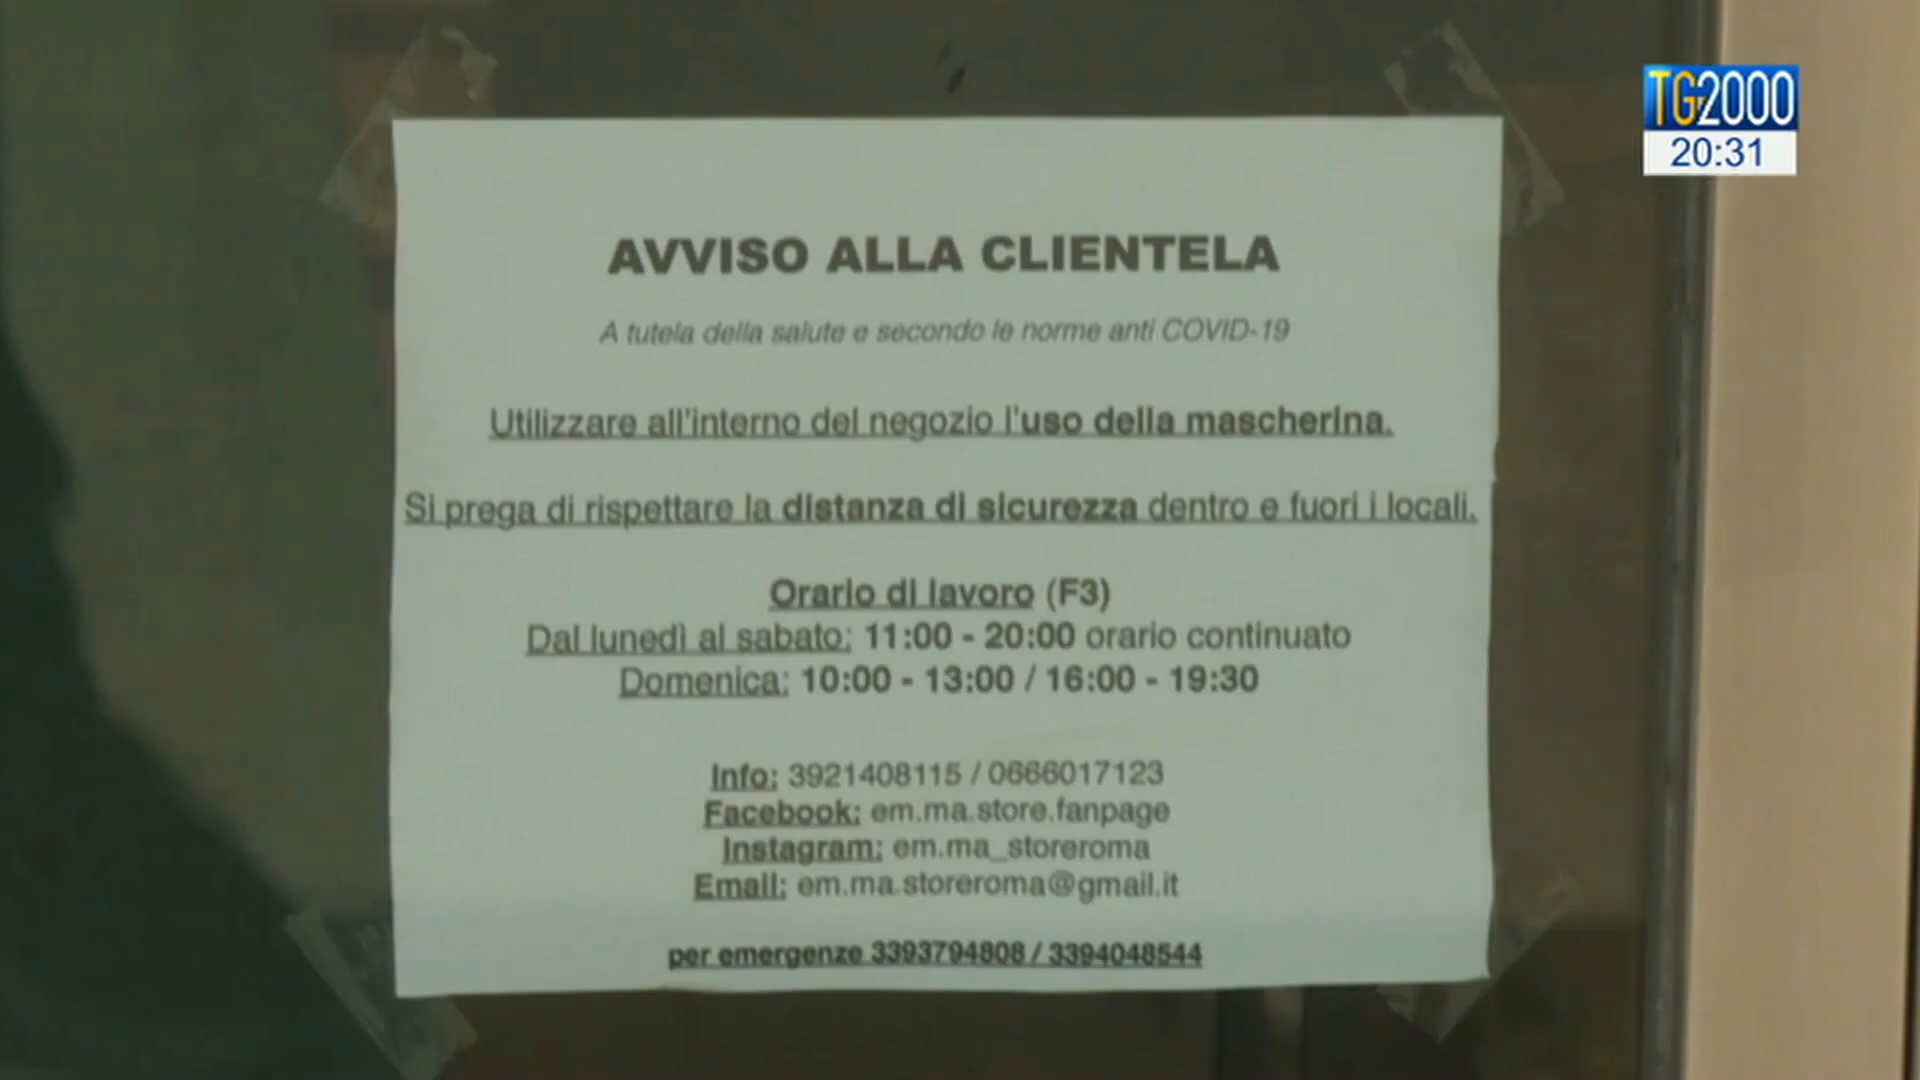 TG2000
20:31
AVVISO ALLA CLIENTELA
A tutela della salute e secondo le norme anti COVID-19
Utilizzare all'interno del negozio l'uso della mascherina.
Si prega di rispettare la distanza di sicurezza dentro e fuori i locali.
Orario di lavoro (F3)
Dal lunedì al sabato: 11:00 - 20:00 orario continuato
Domenica: 10:00 - 13:00 / 16:00 - 19:30
Info: 3921408115 / 0666017123
Facebook: em.ma.store.fanpage
Instagram: em.ma_storeroma
Email: em.ma.storeroma@gmail.it
per emergenze 3393794808 / 3394048544